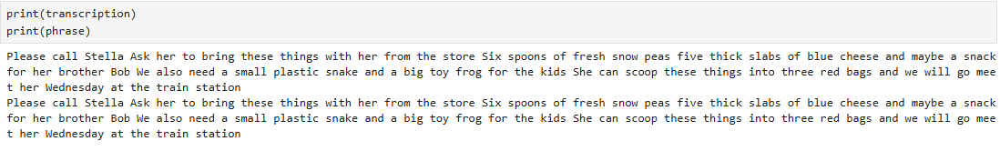 print(transcription)
print(phrase)
Please call Stella Ask her to bring these things with her from the store Six spoons of fresh snow peas five thick slabs of blue cheese and maybe a snack
for her brother Bob We also need a small plastic snake and a big toy frog for the kids She can scoop these things into three red bags and we will go mee
t her Wednesday at the train station
Please call Stella Ask her to bring these things with her from the store Six spoons of fresh snow peas five thick slabs of blue cheese and maybe a snack
for her brother Bob We also need a small plastic snake and a big toy frog for the kids She can scoop these things into three red bags and we will go mee
t her Wednesday at the train station